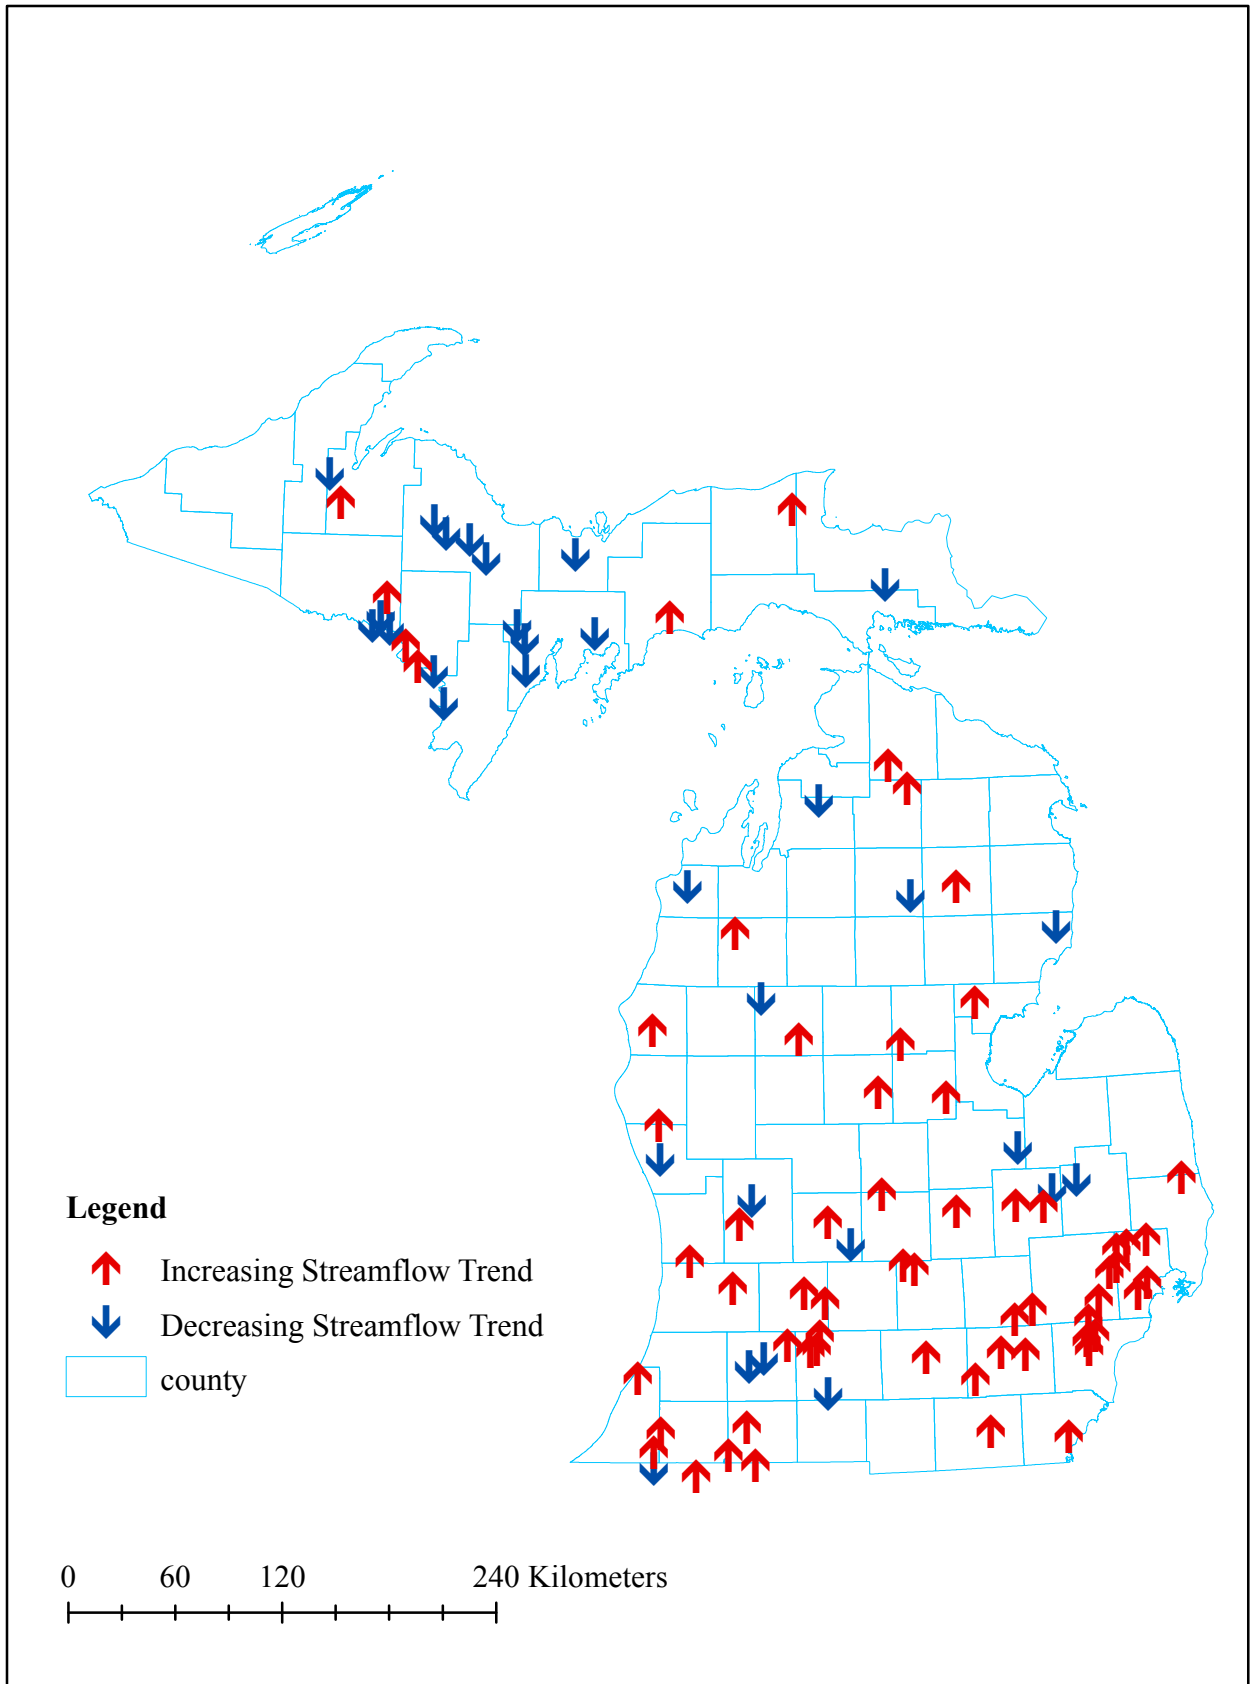 Legend
Increasing Streamflow Trend
Decreasing Streamflow Trend
county
0 60 120 240 Kilometers